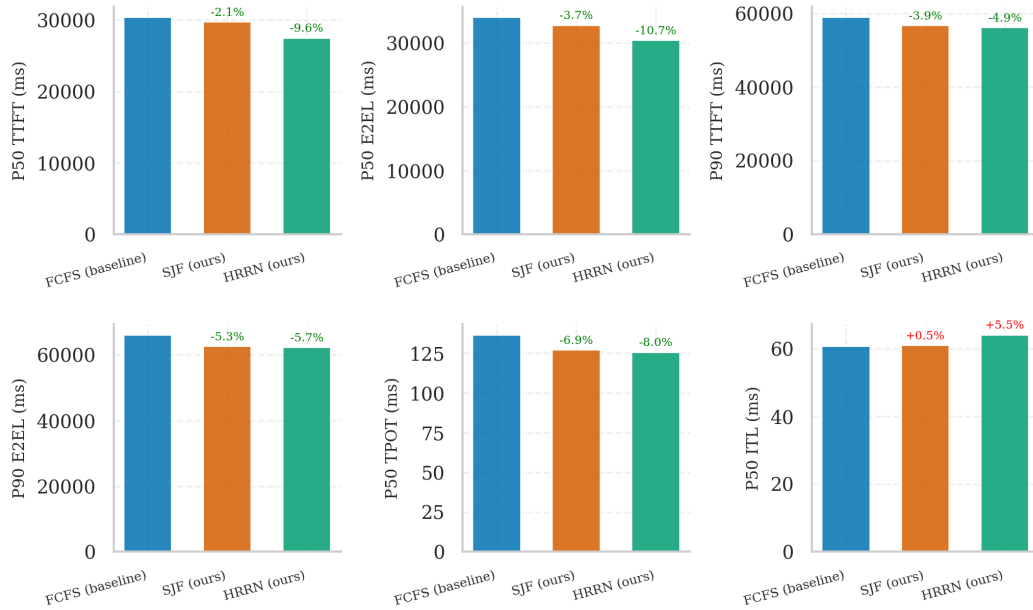 P50 TTFT (ms)
30000
20000
10000
0
-2.1%
-9.6%
FCFS (baseline)
SJF (ours)
HRRN (ours)
P50 E2EL (ms)
30000
20000
10000
0
-3.7%
-10.7%
FCFS (baseline)
SJF (ours)
HRRN (ours)
P90 TTFT (ms)
60000
40000
20000
0
-3.9%
-4.9%
FCFS (baseline)
SJF (ours)
HRRN (ours)
P90 E2EL (ms)
60000
40000
20000
0
-5.3%
-5.7%
FCFS (baseline)
SJF (ours)
HRRN (ours)
P50 TPOT (ms)
125
100
75
50
25
0
-6.9%
-8.0%
FCFS (baseline)
SJF (ours)
HRRN (ours)
P50 ITL (ms)
60
40
20
0
+0.5%
+5.5%
FCFS (baseline)
SJF (ours)
HRRN (ours)